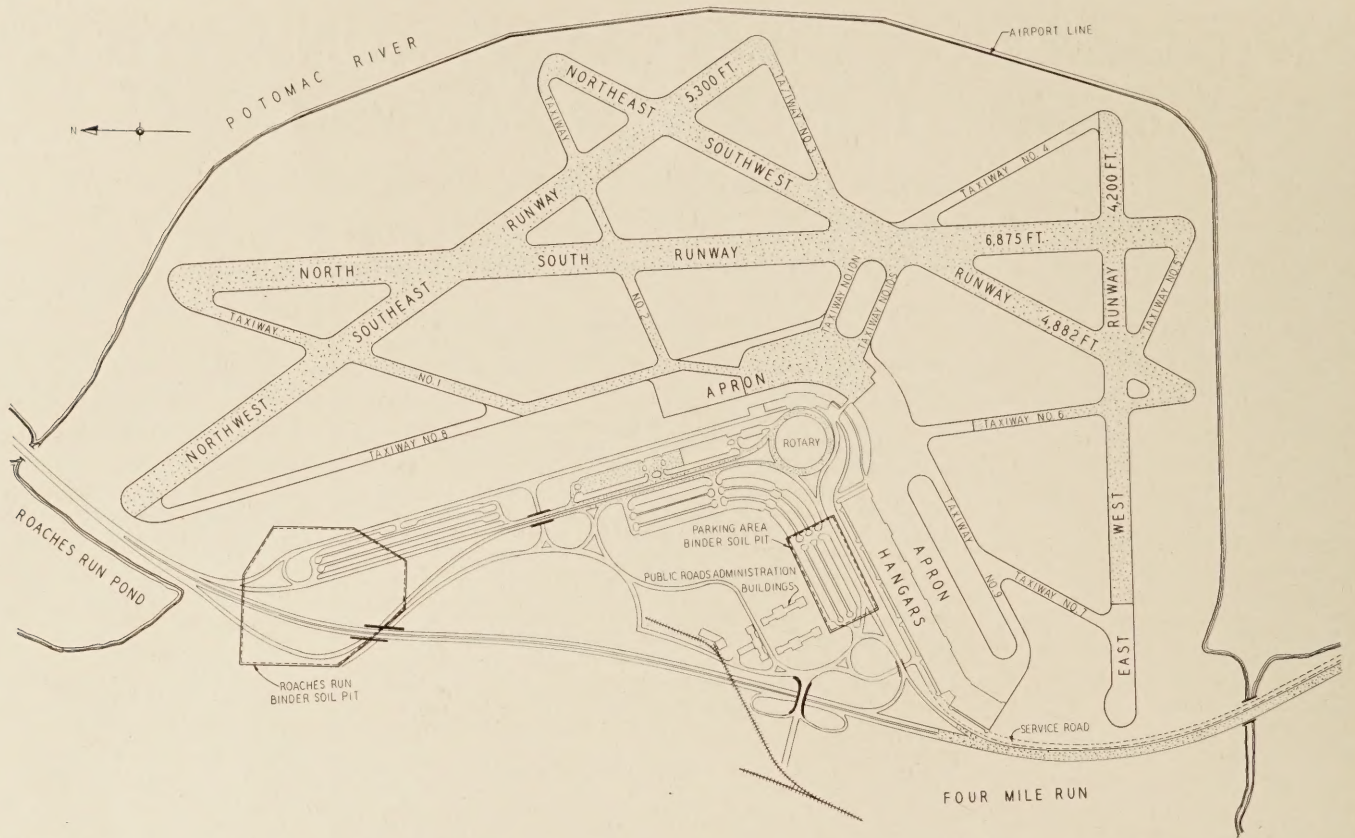 POTOMAC RIVER
AIRPORT LINE
N
NORTHEAST
5,300 FT.
TAXIWAY
TAXIWAY NO. 3
SOUTHWEST
TAXIWAY NO. 4
4,200 FT.
RUNWAY
6,875 FT.
NORTH
SOUTH
RUNWAY
TAXIWAY NO. 10N
TAXIWAY NO. 10S
RUNWAY
RUNWAY
TAXIWAY NO. 5
TAXIWAY
SOUTHEAST
NO. 2
4,882 FT.
NO. 1
APRON
NORTHWEST
TAXIWAY NO. 8
TAXIWAY NO. 6
ROTARY
ROACHES RUN POND
PARKING AREA
BINDER SOIL PIT
PUBLIC ROADS ADMINISTRATION
BUILDINGS
HANGARS
APRON
TAXIWAY
NO. 9
TAXIWAY NO. 7
WEST
EAST
ROACHES RUN
BINDER SOIL PIT
SERVICE ROAD
FOUR MILE RUN